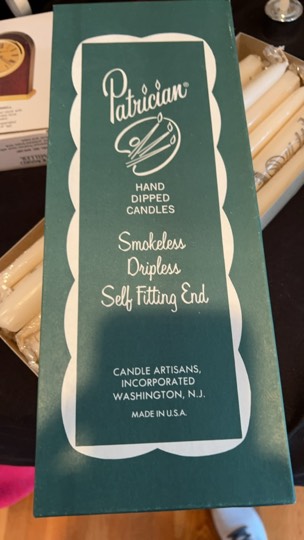 Patrician®
HAND
DIPPED
CANDLES
Smokeless
Dripless
Self Fitting End
CANDLE ARTISANS,
INCORPORATED
WASHINGTON, N.J.
MADE IN U.S.A.